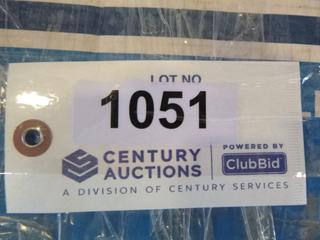 LOT NO
1051
CENTURY AUCTIONS
POWERED BY
ClubBid
A DIVISION OF CENTURY SERVICES